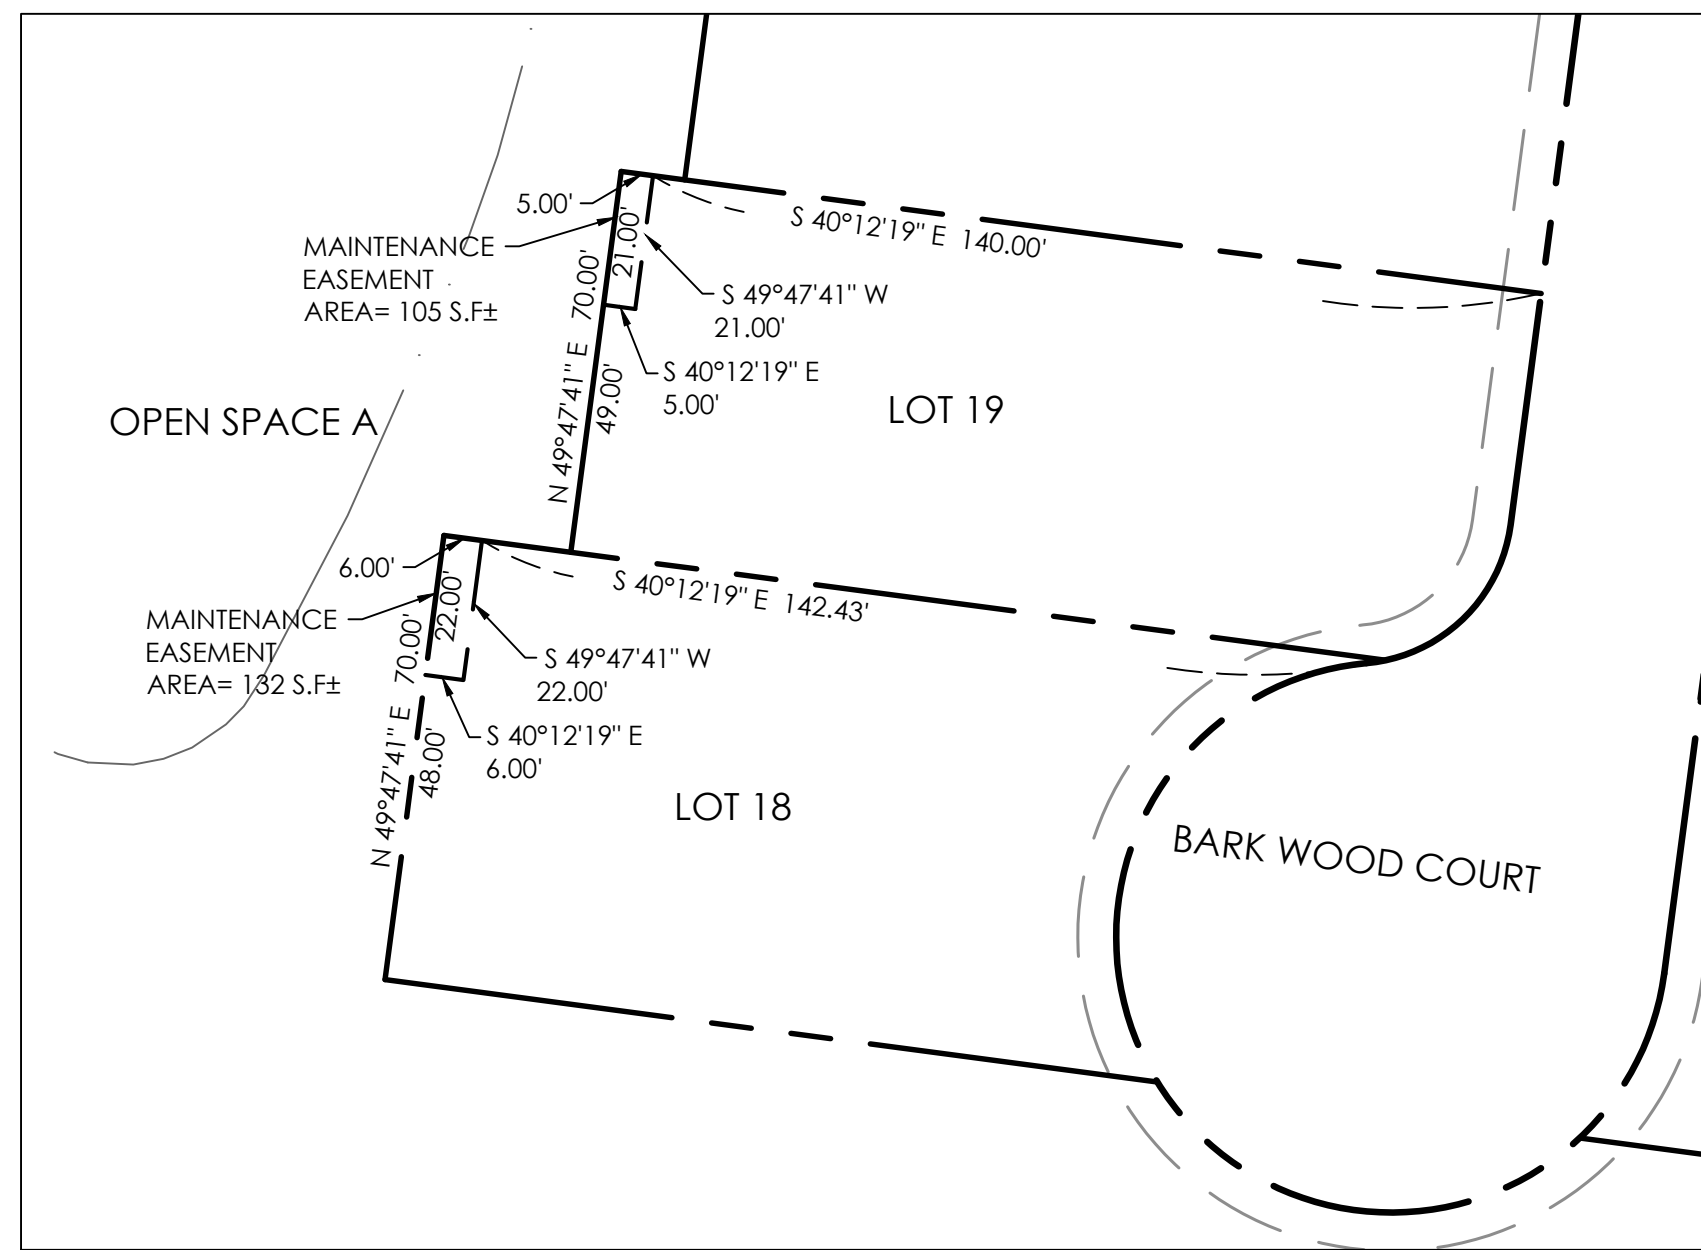 5.00'
MAINTENANCE
EASEMENT
AREA= 105 S.F±
21.00'
S 40°12'19" E 140.00'
S 49°47'41" W
21.00'
S 40°12'19" E
5.00'
N 49°47'41" E 70.00'
49.00'
LOT 19
OPEN SPACE A
6.00'
MAINTENANCE
EASEMENT
AREA= 132 S.F±
22.00'
S 40°12'19" E 142.43'
S 49°47'41" W
22.00'
S 40°12'19" E
6.00'
N 49°47'41" E 70.00'
48.00'
LOT 18
BARK WOOD COURT